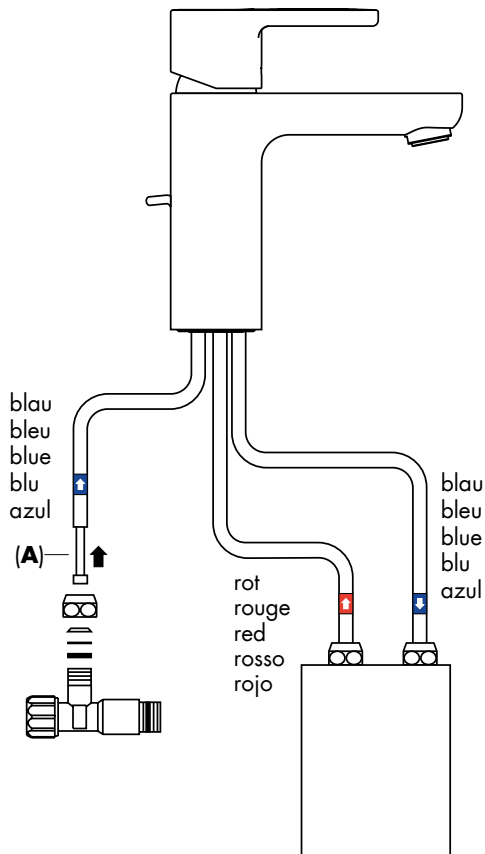 blau
bleu
blue
blu
azul
(A)
rot
rouge
red
rosso
rojo
blau
bleu
blue
blu
azul